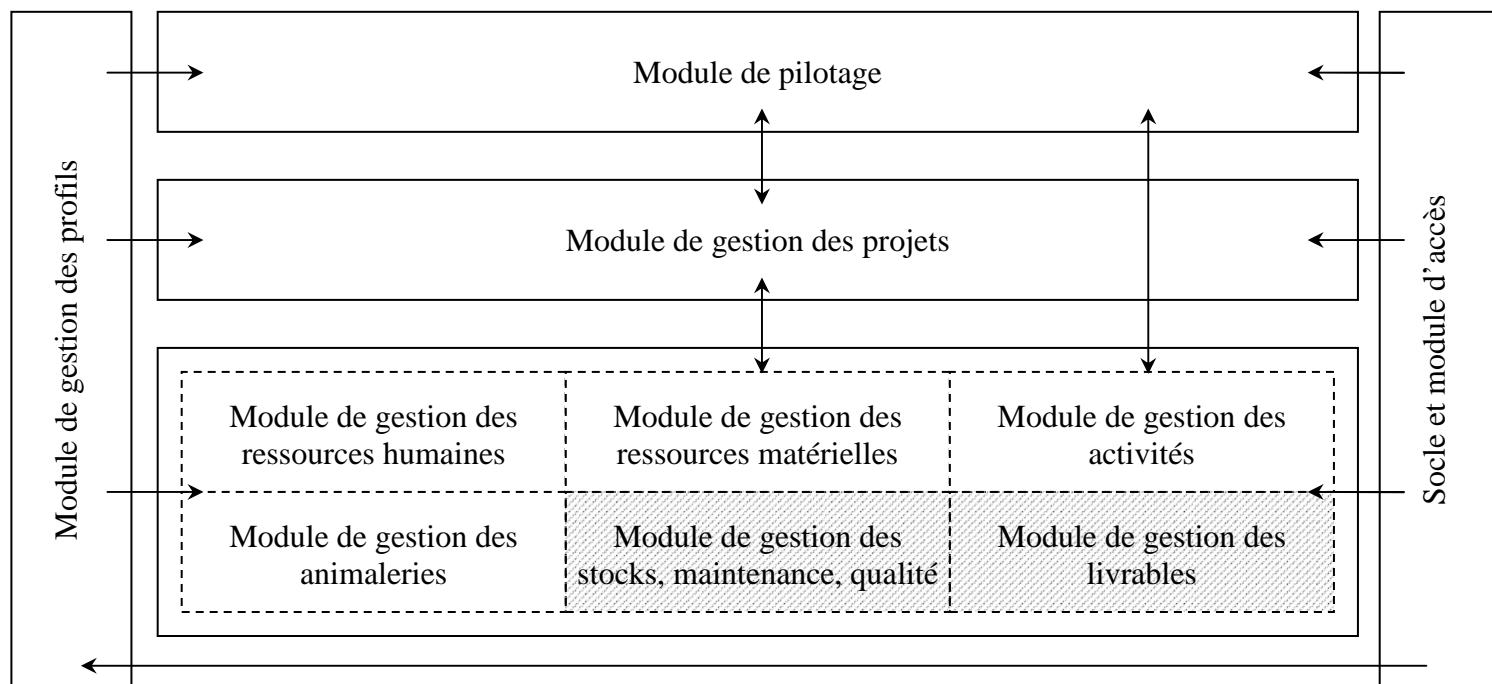 Module de gestion des profils
Module de pilotage
Module de gestion des projets
Module de gestion des
ressources humaines
Module de gestion des
ressources matérielles
Module de gestion des
activités
Module de gestion des
animaleries
Module de gestion des
stocks, maintenance, qualité
Module de gestion des
livrables
Socle et module d’accès